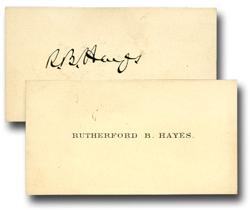 R.B. Hayes
RUTHERFORD B. HAYES.